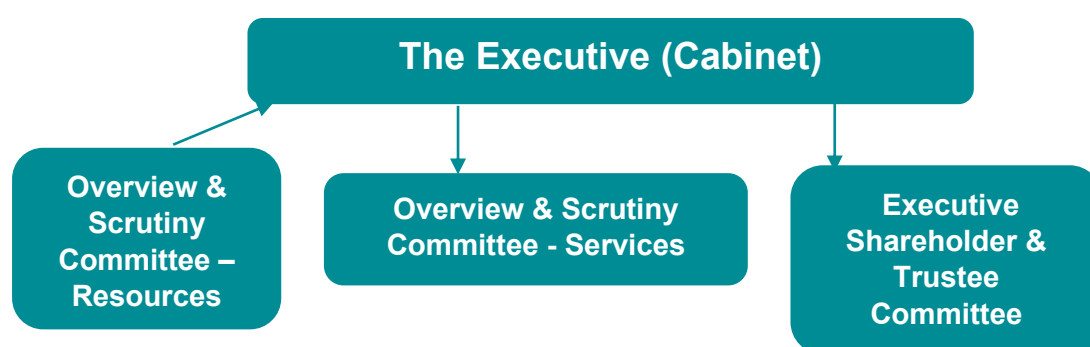 The Executive (Cabinet)
Overview &
Scrutiny
Committee –
Resources
Overview & Scrutiny
Committee - Services
Executive
Shareholder &
Trustee
Committee